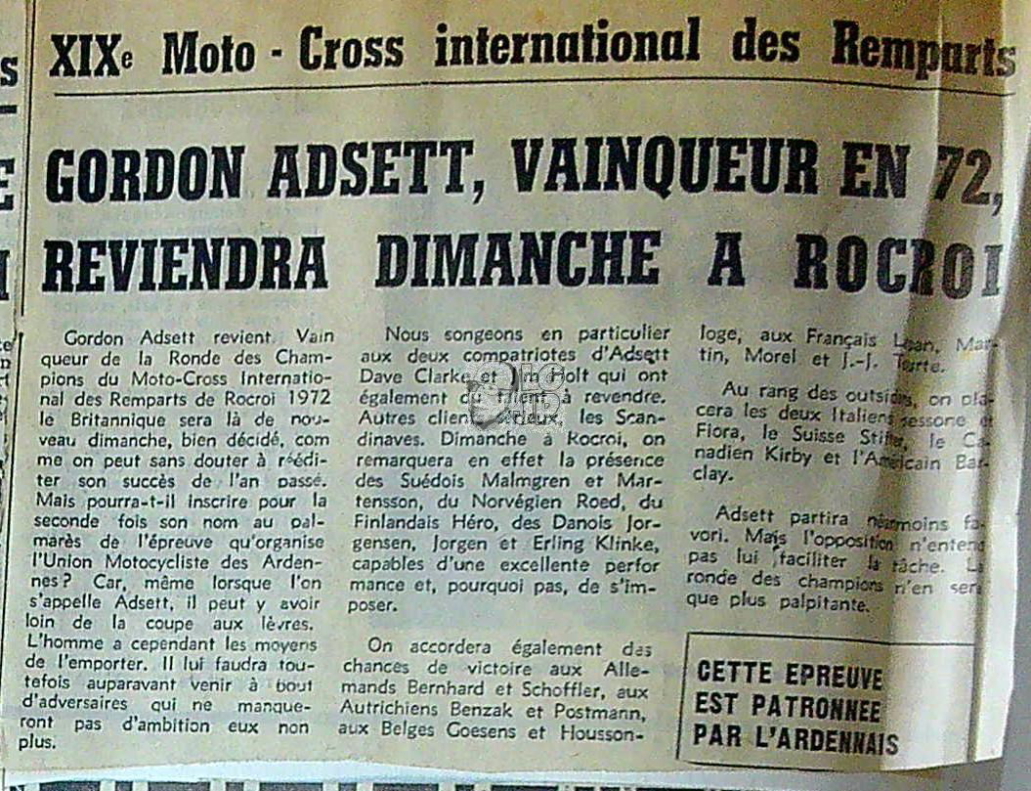 XIXe Moto - Cross international des Remparts
GORDON ADSETT, VAINQUEUR EN 72,
REVIENDRA DIMANCHE A ROCROI
Gordon Adsett revient. Vain
queur de la Ronde des Cham-
pions du Moto-Cross Internatio-
nal des Remparts de Rocroi 1972
le Britannique sera là de nou-
veau dimanche, bien décidé, com
me on peut sans douter à réédi-
ter son succès de l'an passé.
Mais pourra-t-il inscrire pour la
seconde fois son nom au pal-
marès de l'épreuve qu'organise
l'Union Motocycliste des Arden-
nes? Car, même lorsque l'on
s'appelle Adsett, il peut y avoir
loin de la coupe aux lèvres.
L'homme a cependant les moyens
de l'emporter. Il lui faudra tou-
tefois auparavant venir à bout
d'adversaires qui ne manque-
ront pas d'ambition eux non
plus.
Nous songeons en particulier
aux deux compatriotes d'Adsett
Dave Clarke et qui ont
également du talent à revendre.
Autres clients sérieux, les Scan-
dinaves. Dimanche à Rocroi, on
remarquera en effet la présence
des Suédois Malmgren et Mar-
tensson, du Norvégien Roed, du
Finlandais Héro, des Danois Jor-
gensen, Jorgen et Erling Klinke,
capables d'une excellente perfor
mance et, pourquoi pas, de s'im-
poser.
On accordera également des
chances de victoire aux Alle-
mands Bernhard et Schoffler, aux
Autrichiens Benzak et Postmann,
aux Belges Goesens et Housson-
loge, aux Français Mar-
tin, Morel et J.-J.
Au rang des outsiders, on pla-
cera les deux Italiens
Fiora, le Suisse le Ca-
nadien Kirby et l'Américain Bar-
clay.
Adsett partira néanmoins fa-
vori. Mais l'opposition n'entend
pas lui faciliter la tâche. La
ronde des champions n'en sera
que plus palpitante.
CETTE EPREUVE
EST PATRONNEE
PAR L'ARDENNAIS